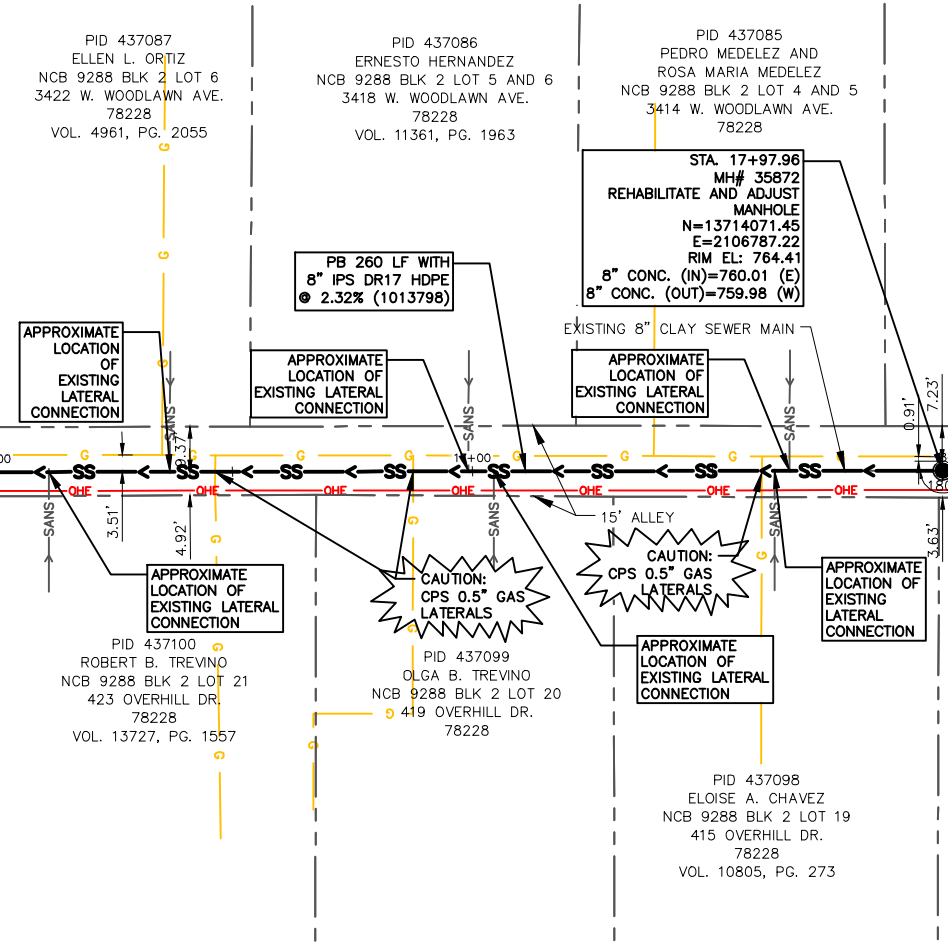 PID 437087
ELLEN L. ORTIZ
NCB 9288 BLK 2 LOT 6
3422 W. WOODLAWN AVE.
78228
VOL. 4961, PG. 2055
PID 437086
ERNESTO HERNANDEZ
NCB 9288 BLK 2 LOT 5 AND 6
3418 W. WOODLAWN AVE.
78228
VOL. 11361, PG. 1963
PID 437085
PEDRO MEDELEZ AND
ROSA MARIA MEDELEZ
NCB 9288 BLK 2 LOT 4 AND 5
3414 W. WOODLAWN AVE.
78228
STA. 17+97.96
MH# 35872
REHABILITATE AND ADJUST
MANHOLE
N=13714071.45
E=2106787.22
RIM EL: 764.41
8" CONC. (IN)=760.01 (E)
8" CONC. (OUT)=759.98 (W)
PB 260 LF WITH
8" IPS DR17 HDPE
@ 2.32% (1013798)
EXISTING 8" CLAY SEWER MAIN
APPROXIMATE
LOCATION
OF
EXISTING
LATERAL
CONNECTION
APPROXIMATE
LOCATION OF
EXISTING LATERAL
CONNECTION
APPROXIMATE
LOCATION OF
EXISTING LATERAL
CONNECTION
G
G
G
G
SANS
SANS
SANS
9.37'
0.91'
7.23'
G
G
G
G
G
G
SS
SS
SS
SS
SS
SS
SS
SS
OHE
OHE
OHE
OHE
OHE
OHE
OHE
SANS
SANS
SANS
3.51'
4.92'
3.63'
15' ALLEY
G
G
G
APPROXIMATE
LOCATION OF
EXISTING LATERAL
CONNECTION
CAUTION:
CPS 0.5" GAS
LATERALS
CAUTION:
CPS 0.5" GAS
LATERALS
APPROXIMATE
LOCATION OF
EXISTING
LATERAL
CONNECTION
APPROXIMATE
LOCATION OF
EXISTING LATERAL
CONNECTION
PID 437100
ROBERT B. TREVINO
NCB 9288 BLK 2 LOT 21
423 OVERHILL DR.
78228
VOL. 13727, PG. 1557
PID 437099
OLGA B. TREVINO
NCB 9288 BLK 2 LOT 20
419 OVERHILL DR.
78228
G
G
G
G
G
PID 437098
ELOISE A. CHAVEZ
NCB 9288 BLK 2 LOT 19
415 OVERHILL DR.
78228
VOL. 10805, PG. 273